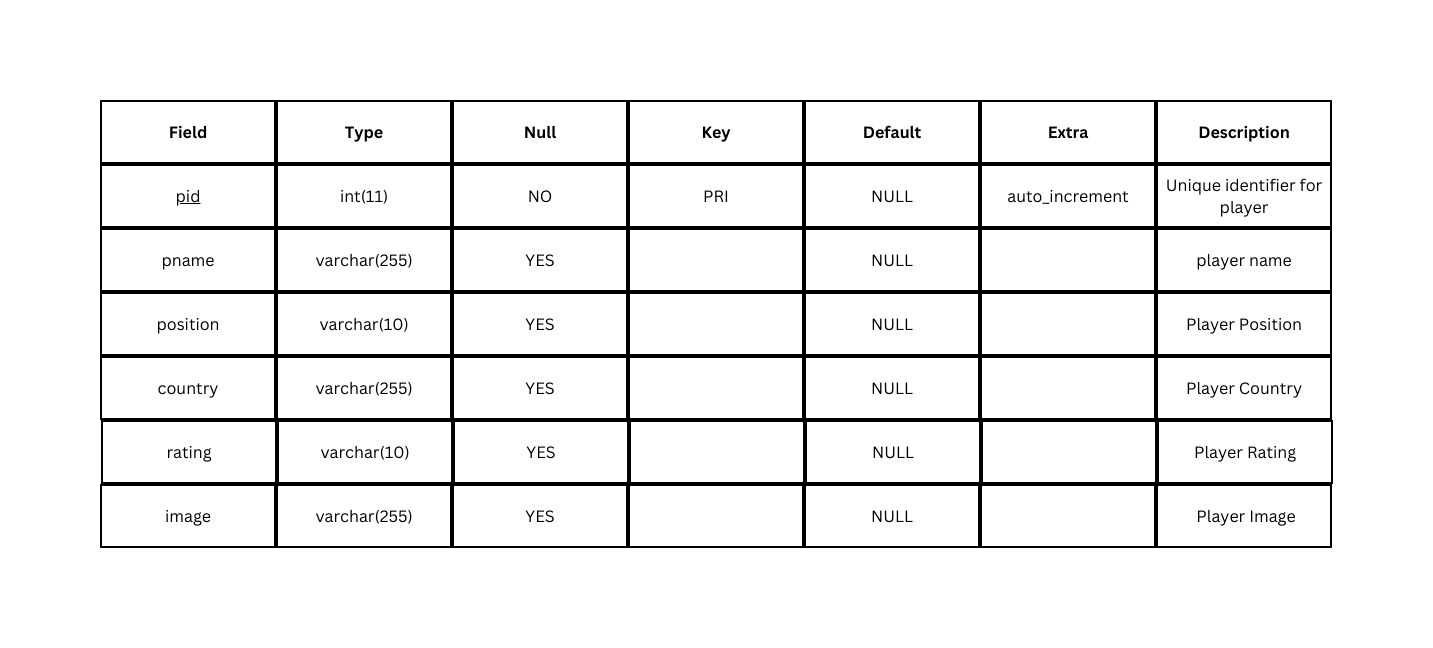 Field Type Null Key Default Extra Description
pid int(11) NO PRI NULL auto_increment Unique identifier for
player
pname varchar(255) YES NULL player name
position varchar(10) YES NULL Player Position
country varchar(255) YES NULL Player Country
rating varchar(10) YES NULL Player Rating
image varchar(255) YES NULL Player Image